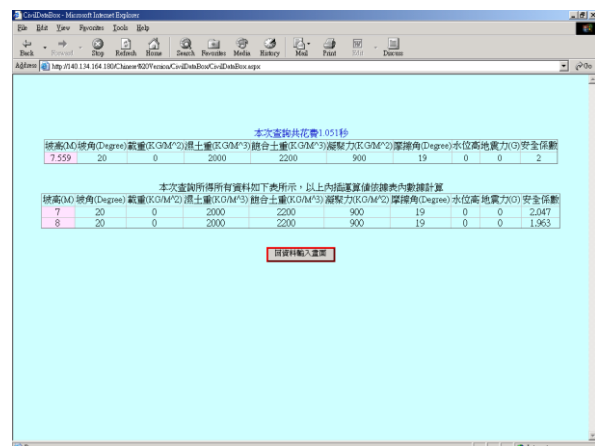 CivilDataBox - Microsoft Internet Explorer
File Edit View Favorites Tools Help
Back Forward Stop Refresh Home Search Favorites Media History Mail Print Edit Discuss
Address http://140.134.164.180/Chinese%20Version/CivilDataBox/CivilDataBox.aspx Go
本次查詢共花費1.051秒
坡高(M) 坡角(Degree) 載重(KG/M^2) 濕土重(KG/M^3) 飽合土重(KG/M^3) 凝聚力(KG/M^2) 摩擦角(Degree) 水位高 地震力(G) 安全係數
7.559 20 0 2000 2200 900 19 0 0 2
本次查詢所得所有資料如下表所示，以上內插運算值依據表內數據計算
坡高(M) 坡角(Degree) 載重(KG/M^2) 濕土重(KG/M^3) 飽合土重(KG/M^3) 凝聚力(KG/M^2) 摩擦角(Degree) 水位高 地震力(G) 安全係數
7 20 0 2000 2200 900 19 0 0 2.047
8 20 0 2000 2200 900 19 0 0 1.963
回資料輸入畫面